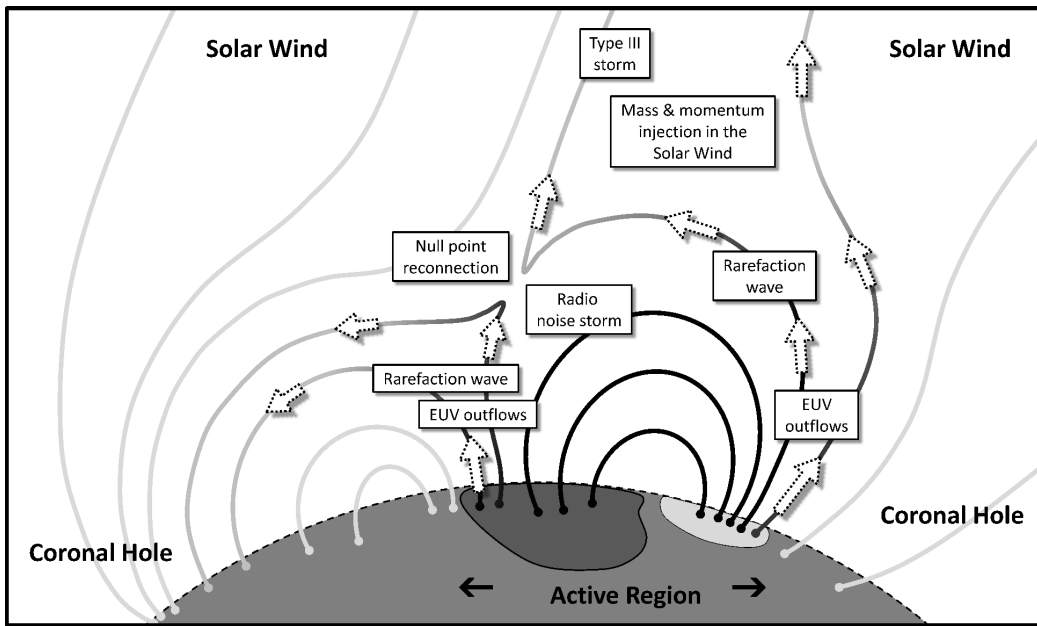 Solar Wind
Type III
storm
Solar Wind
Mass & momentum
injection in the
Solar Wind
Null point
reconnection
Rarefaction
wave
Radio
noise storm
Rarefaction wave
EUV outflows
EUV
outflows
Coronal Hole
Coronal Hole
Active Region